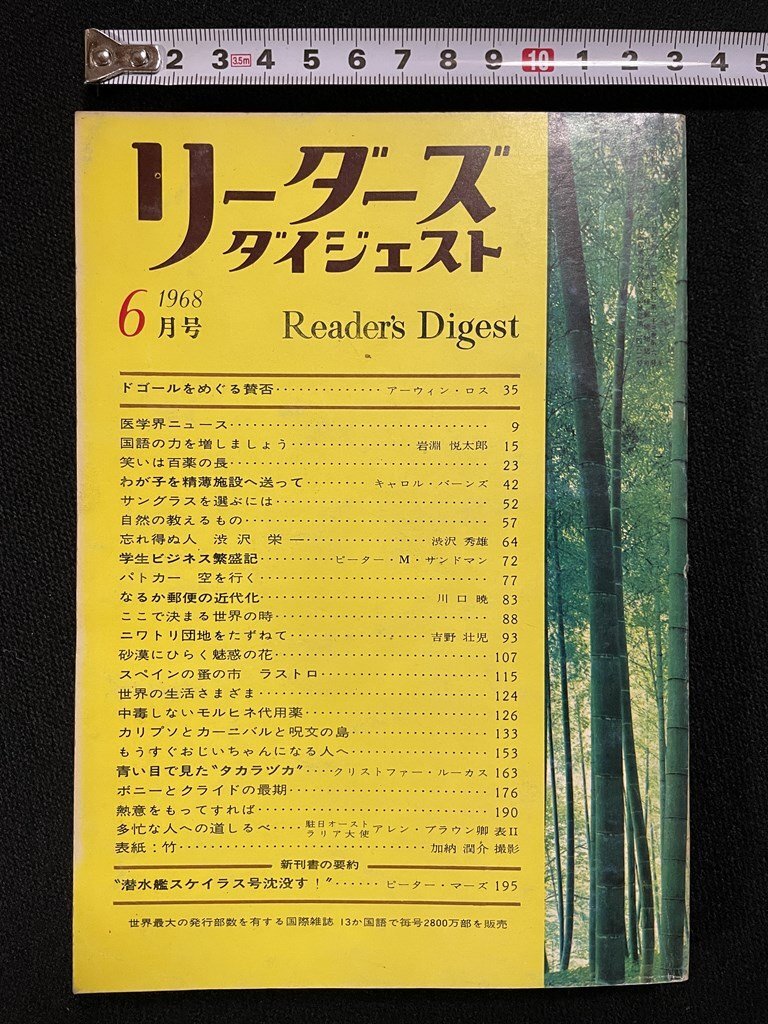 2 3 3.5m 4 5 6 7 8 9 10 1 2 3 4 5
リーダーズ
ダイジェスト
6月号 1968
Reader's Digest
ドゴールをめぐる賛否・・・・・・・・・・・・・・アーウィン・ロス 35
医学界ニュース・・・・・・・・・・・・・・・・・・・・・・・・・・ 9
国語の力を増しましょう・・・・・・・・・・・・岩淵 悦太郎 15
笑いは百薬の長・・・・・・・・・・・・・・・・・・・・・・・・・・ 23
わが子を精薄施設へ送って・・・・・・・・キャロル・バーンズ 42
サングラスを選ぶには・・・・・・・・・・・・・・・・・・・・・・ 52
自然の教えるもの・・・・・・・・・・・・・・・・・・・・・・・・・ 57
忘れ得ぬ人 渋沢 栄一・・・・・・・・・・・・渋沢 秀雄 64
学生ビジネス繁盛記・・・・・・・・ピーター・M・サンドマン 72
パトカー 空を行く・・・・・・・・・・・・・・・・・・・・・・・・ 77
なるか郵便の近代化・・・・・・・・・・・・・・・・・・川口 暁 83
ここで決まる世界の時・・・・・・・・・・・・・・・・・・・・・・ 88
ニワトリ団地をたずねて・・・・・・・・・・・・・・吉野 壮児 93
砂漠にひらく魅惑の花・・・・・・・・・・・・・・・・・・・・・・ 107
スペインの蚤の市 ラストロ・・・・・・・・・・・・・・・・・・ 115
世界の生活さまざま・・・・・・・・・・・・・・・・・・・・・・・・ 124
中毒しないモルヒネ代用薬・・・・・・・・・・・・・・・・・・・・ 126
カリプソとカーニバルと呪文の島・・・・・・・・・・・・・・・・ 133
もうすぐおじいちゃんになる人へ・・・・・・・・・・・・・・・・ 153
青い目で見た“タカラヅカ”・・・・クリストファー・ルーカス 163
ボニーとクライドの最期・・・・・・・・・・・・・・・・・・・・・・ 176
熱意をもってすれば・・・・・・・・・・・・・・・・・・・・・・・・ 190
多忙な人への道しるべ・・・・駐日オーストラリア大使 アレン・ブラウン卿 表II
表紙：竹・・・・・・・・・・・・・・・・・・・・・・加納 潤介 撮影
新刊書の要約
“潜水艦スケイラス号沈没す！”・・・・・・ピーター・マーズ 195
世界最大の発行部数を有する国際雑誌 13か国語で毎号2800万部を販売